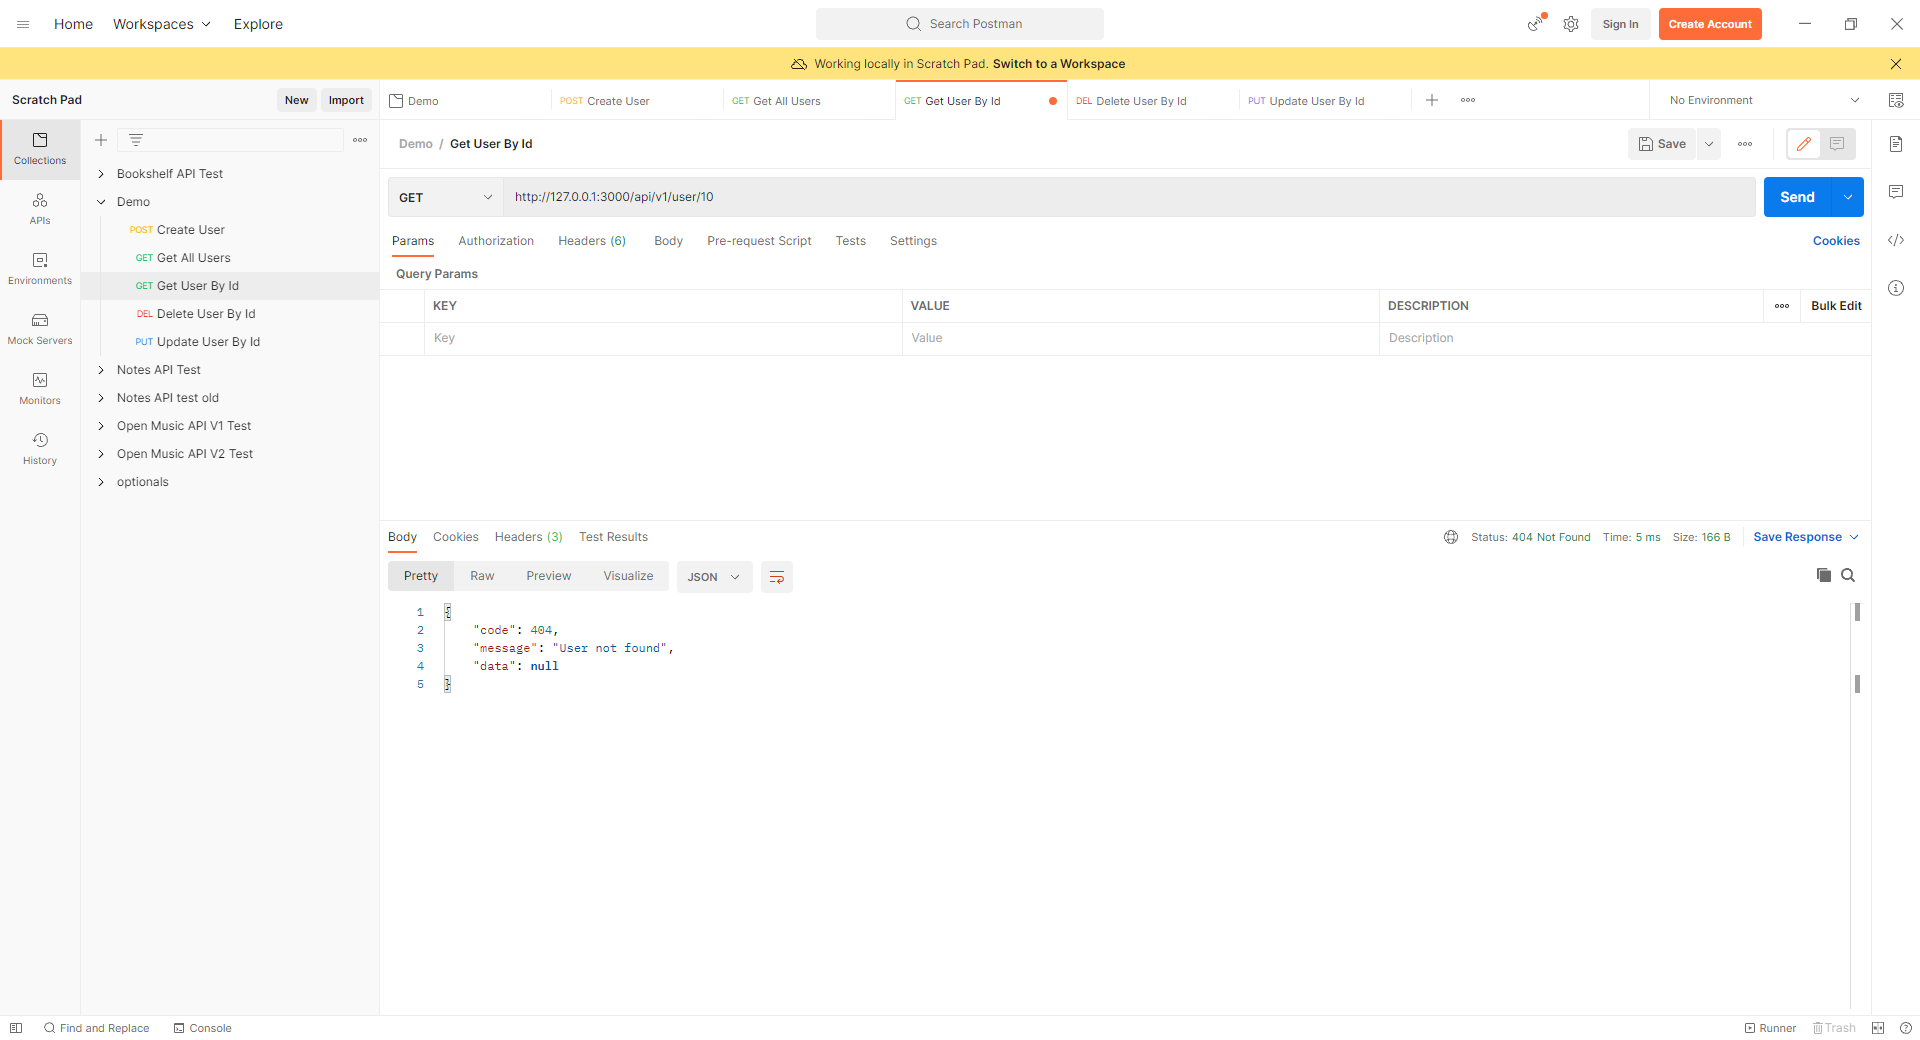 Home Workspaces Explore Search Postman Sign In Create Account
Working locally in Scratch Pad. Switch to a Workspace
Scratch Pad New Import Demo POST Create User GET Get All Users GET Get User By Id DEL Delete User By Id PUT Update User By Id No Environment
Collections
APIs
Environments
Mock Servers
Monitors
History
Bookshelf API Test
Demo
POST Create User
GET Get All Users
GET Get User By Id
DEL Delete User By Id
PUT Update User By Id
Notes API Test
Notes API test old
Open Music API V1 Test
Open Music API V2 Test
optionals
Demo / Get User By Id Save
GET http://127.0.0.1:3000/api/v1/user/10 Send
Params Authorization Headers (6) Body Pre-request Script Tests Settings Cookies
Query Params
KEY VALUE DESCRIPTION Bulk Edit
Key Value Description
Body Cookies Headers (3) Test Results Status: 404 Not Found Time: 5 ms Size: 166 B Save Response
Pretty Raw Preview Visualize JSON
1 {
2 "code": 404,
3 "message": "User not found",
4 "data": null
5 }
Find and Replace Console Runner Trash